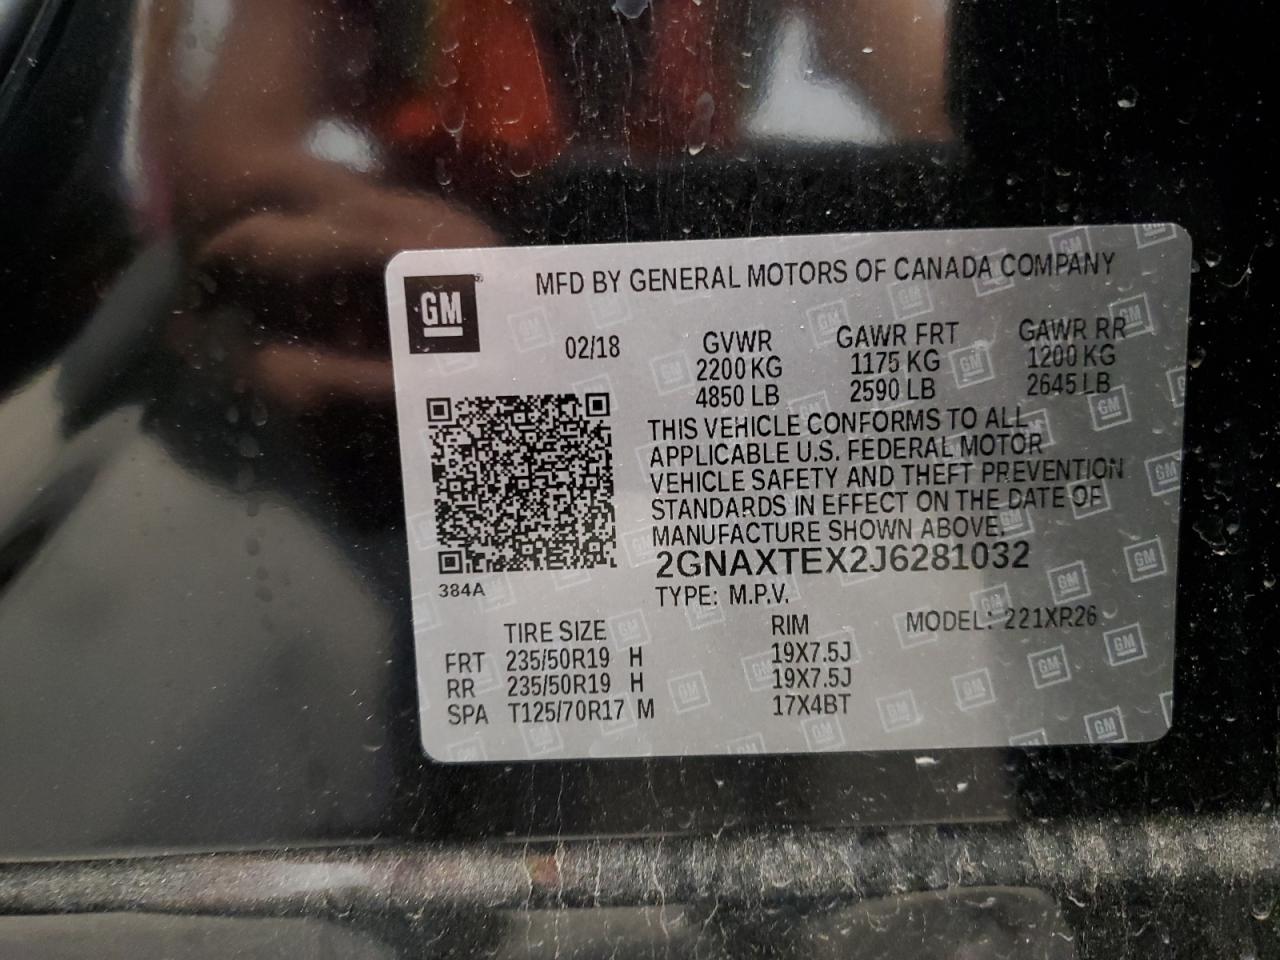 GM
MFD BY GENERAL MOTORS OF CANADA COMPANY
02/18 GVWR GAWR FRT GAWR RR
2200 KG 1175 KG 1200 KG
4850 LB 2590 LB 2645 LB
THIS VEHICLE CONFORMS TO ALL
APPLICABLE U.S. FEDERAL MOTOR
VEHICLE SAFETY AND THEFT PREVENTION
STANDARDS IN EFFECT ON THE DATE OF
MANUFACTURE SHOWN ABOVE.
2GNAXTEX2J6281032
384A
TYPE: M.P.V.
MODEL: 221XR26
TIRE SIZE RIM
FRT 235/50R19 H 19X7.5J
RR 235/50R19 H 19X7.5J
SPA T125/70R17 M 17X4BT